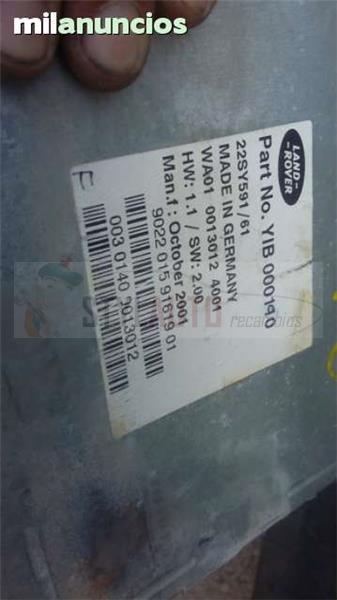 milanuncios
LAND-
-ROVER
Part No. YIB 000190
22SY591/61
MADE IN GERMANY
WA01 0013012 4001
HW: 1.1 / SW: 2.00
Man.f : October 2001
9022 015 91619 01
003 0140 0013012
recambios